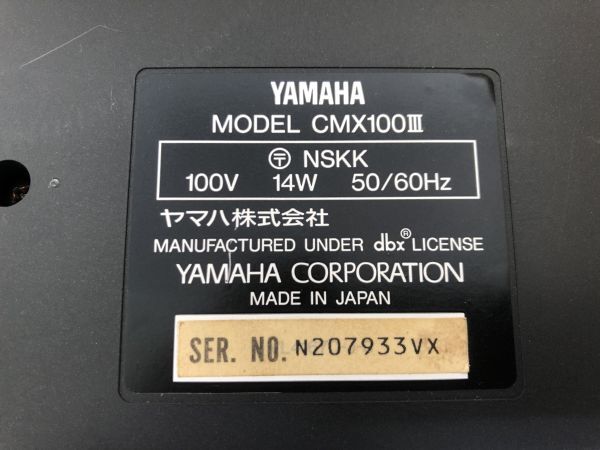 YAMAHA
MODEL CMX100III
〒 NSKK
100V 14W 50/60Hz
ヤマハ株式会社
MANUFACTURED UNDER dbx® LICENSE
YAMAHA CORPORATION
MADE IN JAPAN
SER. NO. N207933VX